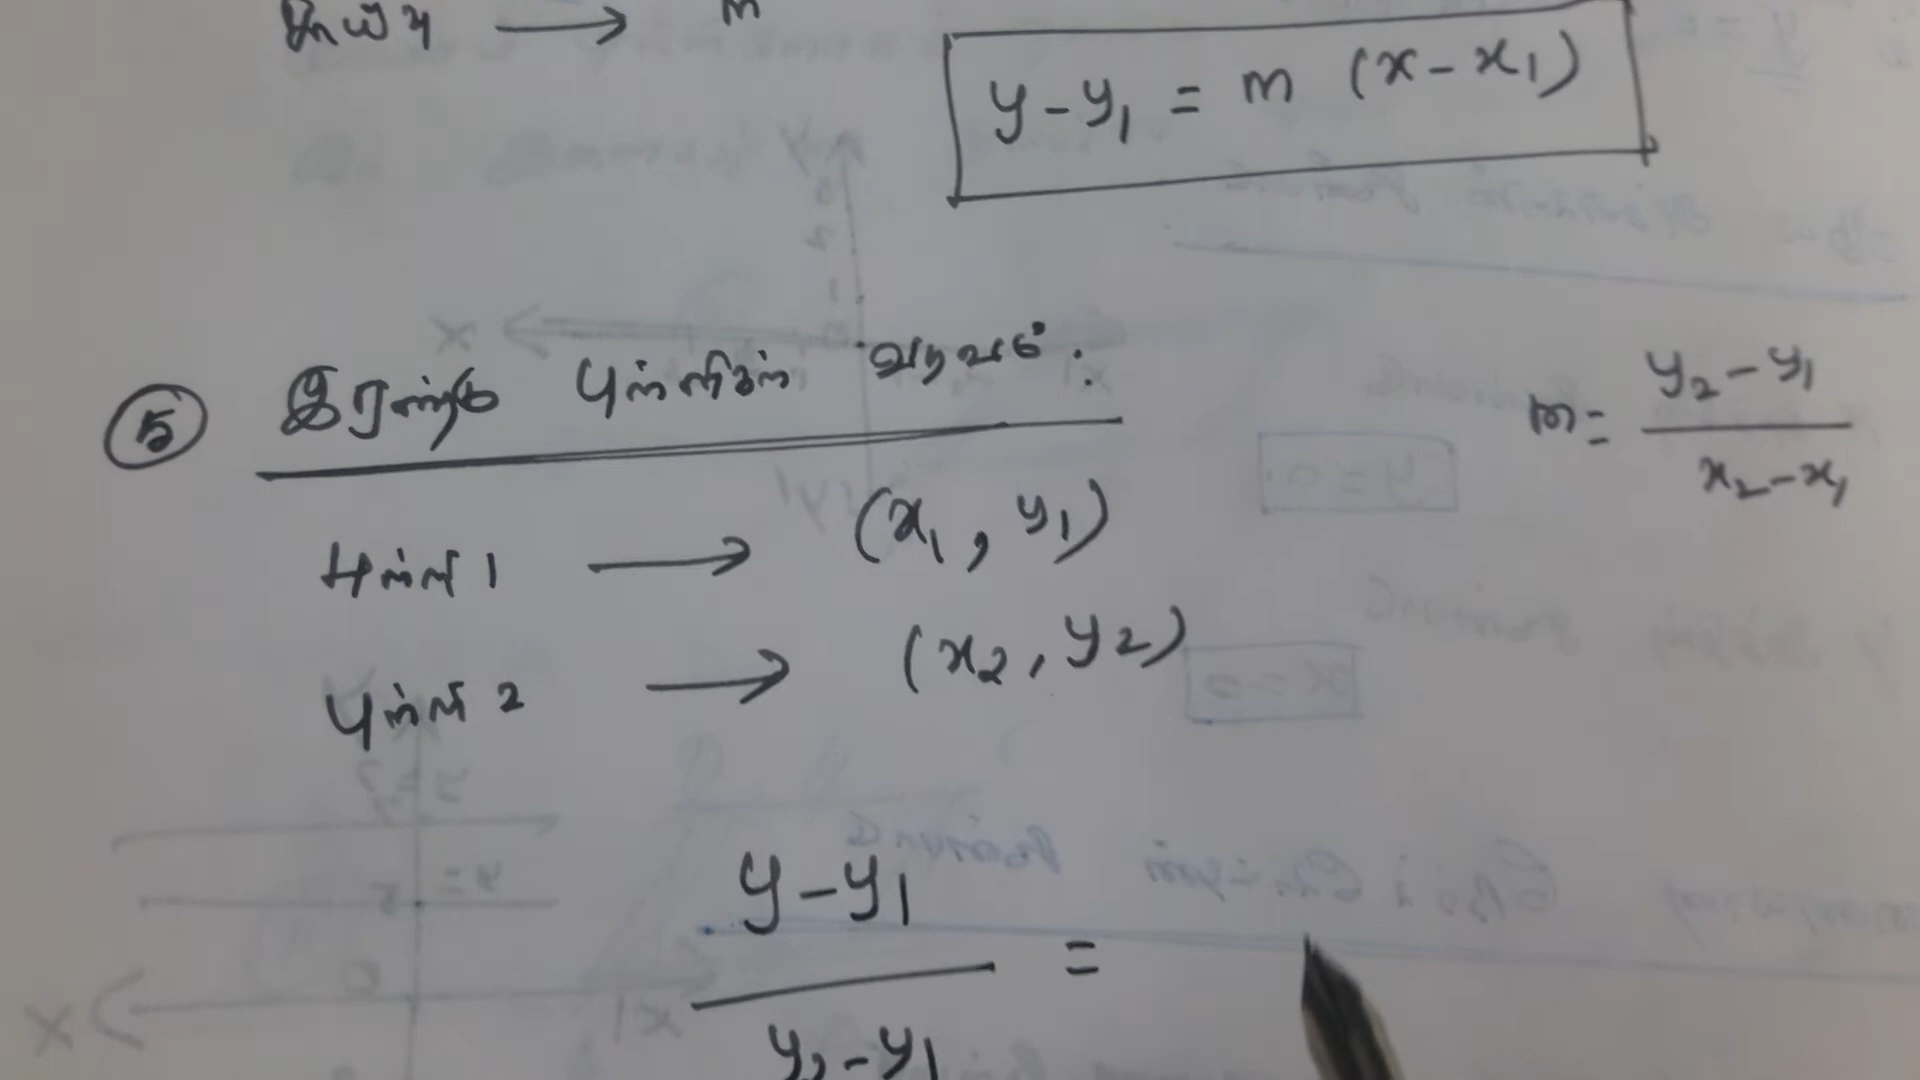 சாய்வு → m
y - y₁ = m (x - x₁)
⑤ இரண்டு புள்ளிகள் வடிவம் :
m = (y₂ - y₁) / (x₂ - x₁)
புள்ளி 1 → (x₁, y₁)
புள்ளி 2 → (x₂, y₂)
(y - y₁) / (y₂ - y₁) =